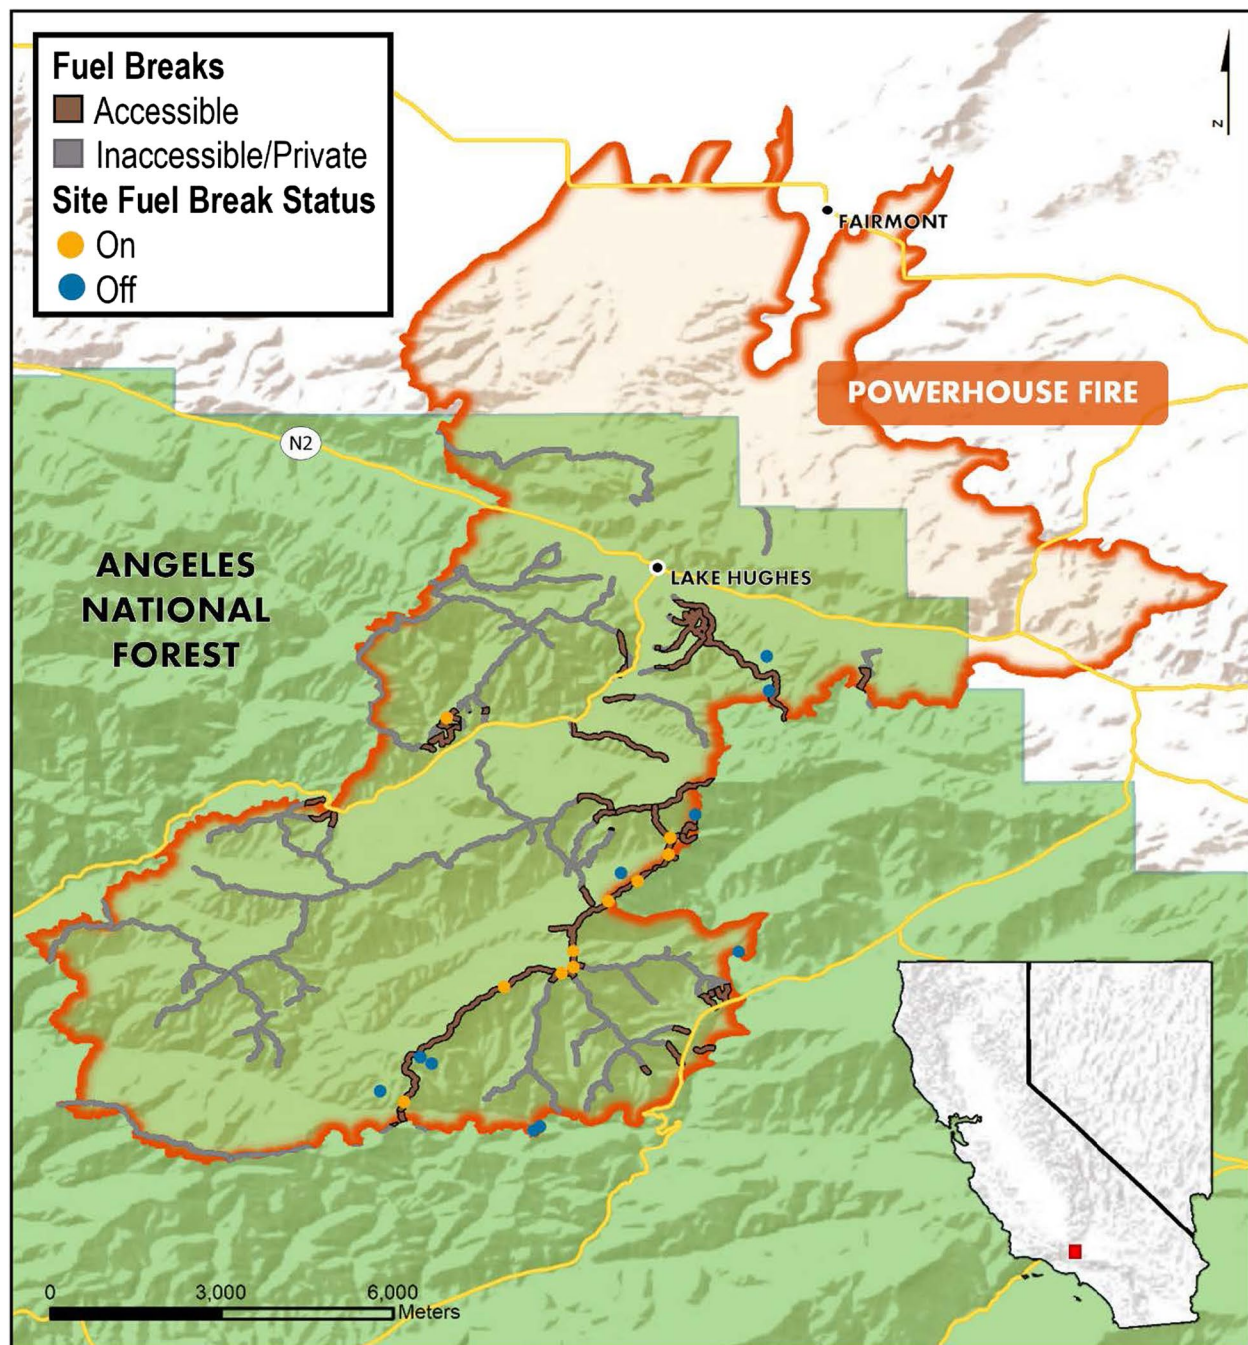 Fuel Breaks
Accessible
Inaccessible/Private
Site Fuel Break Status
On
Off
N
FAIRMONT
POWERHOUSE FIRE
N2
ANGELES
NATIONAL
FOREST
LAKE HUGHES
0 3,000 6,000
Meters